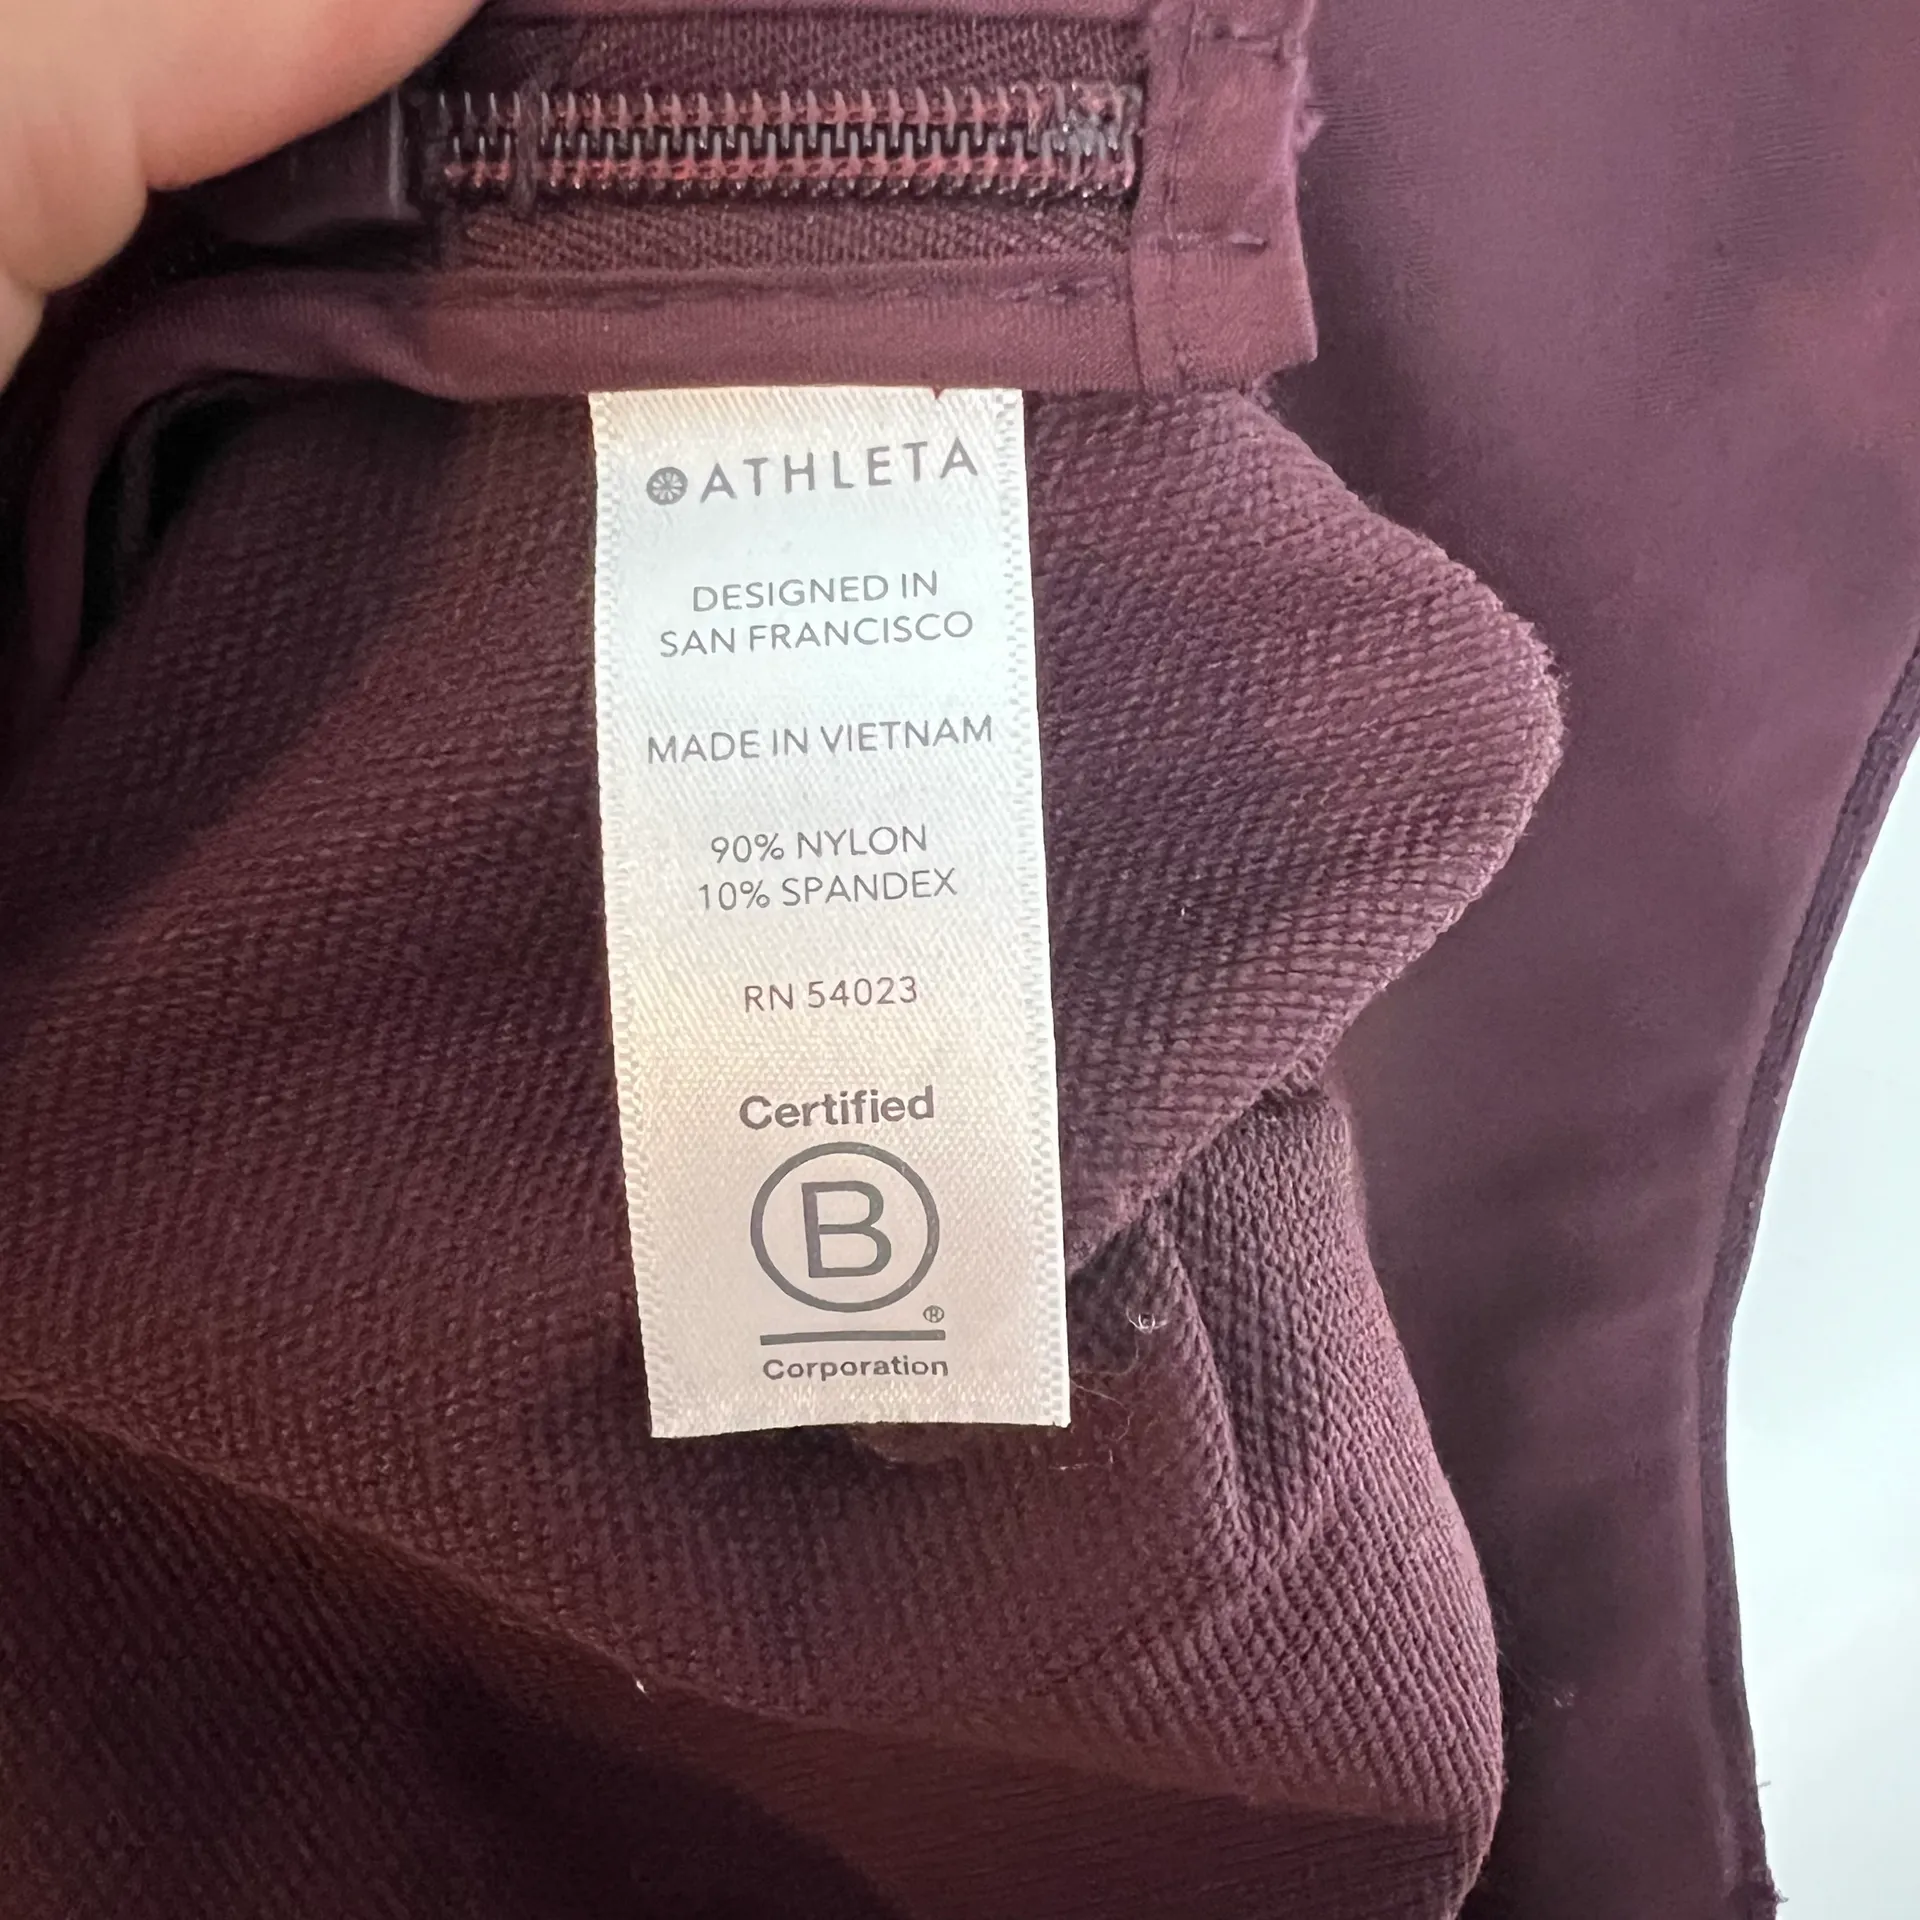 ATHLETA
DESIGNED IN
SAN FRANCISCO
MADE IN VIETNAM
90% NYLON
10% SPANDEX
RN 54023
Certified
B
®
Corporation